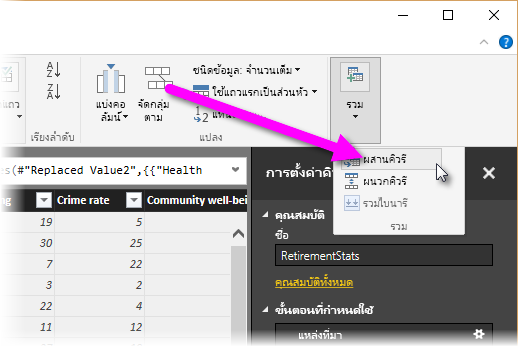 ถว
A
Z
Z
A
เรียงลำดับ
แบ่งคอ
ลัมน์
จัดกลุ่ม
ตาม
ชนิดข้อมูล: จำนวนเต็ม
ใช้แถวแรกเป็นส่วนหัว
1
2
แปลง
รวม
ผสานคิวรี
ผนวกคิวรี
รวมไบนารี
รวม
es(#"Replaced Value2",{{"Health
การตั้งค่าคิ
ng
Crime rate
Community well-bei
19
5
30
25
7
22
3
2
22
4
11
12
คุณสมบัติ
ชื่อ
RetirementStats
คุณสมบัติทั้งหมด
ขั้นตอนที่กำหนดใช้
แหล่งที่มา